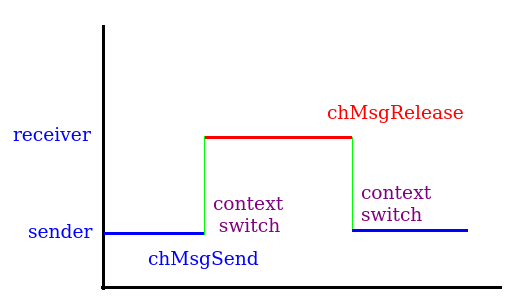 chMsgRelease
receiver
context
switch
context
switch
sender
chMsgSend